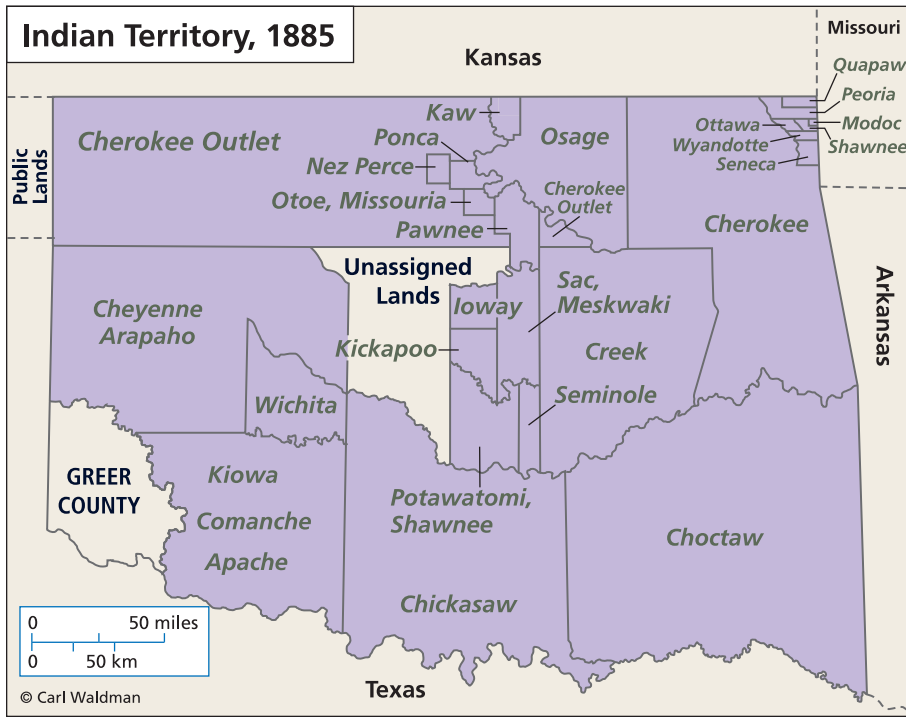 Indian Territory, 1885
Missouri
Kansas
Quapaw
Peoria
Kaw
Modoc
Ottawa
Cherokee Outlet
Ponca
Osage
Wyandotte
Shawnee
Nez Perce
Seneca
Public
Lands
Otoe, Missouri
Cherokee
Outlet
Pawnee
Cherokee
Unassigned
Lands
Sac,
Meskwaki
Arkansas
Cheyenne
Arapaho
Ioway
Kickapoo
Creek
Seminole
Wichita
GREER
COUNTY
Kiowa
Comanche
Apache
Potawatomi,
Shawnee
Choctaw
Chickasaw
0 50 miles
0 50 km
Texas
© Carl Waldman